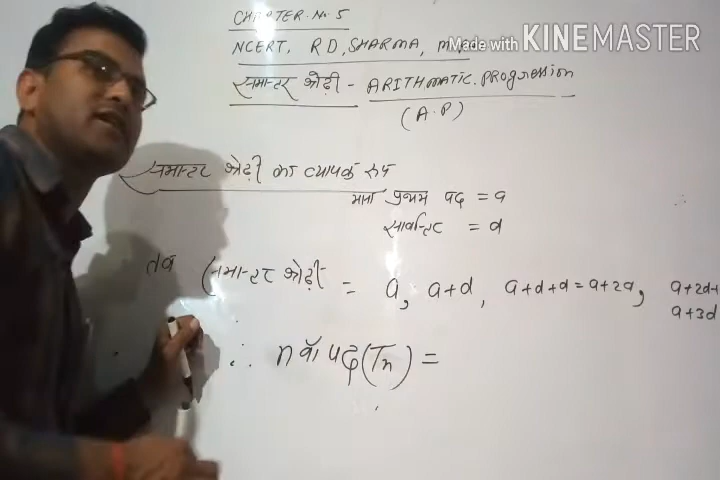 CHAPTER. No. 5
NCERT, RD, SHARMA,
Made with KINEMASTER
समान्तर श्रेढ़ी - ARITHMATIC. PROGRESSION
(A.P)
समान्तर श्रेढ़ी का व्यापक रूप
माना प्रथम पद = a
सार्वान्तर = d
तब समान्तर श्रेढ़ी = a, a+d, a+d+d = a+2d, a+2d+
a+3d
∴ n वाँ पद (Tn) =